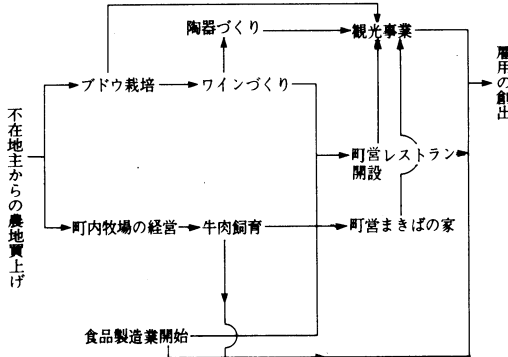 陶器づくり
観光事業
ブドウ栽培
ワインづくり
雇用の創出
不在地主からの農地買上げ
町営レストラン
開設
町内牧場の経営
牛肉飼育
町営まきばの家
食品製造業開始